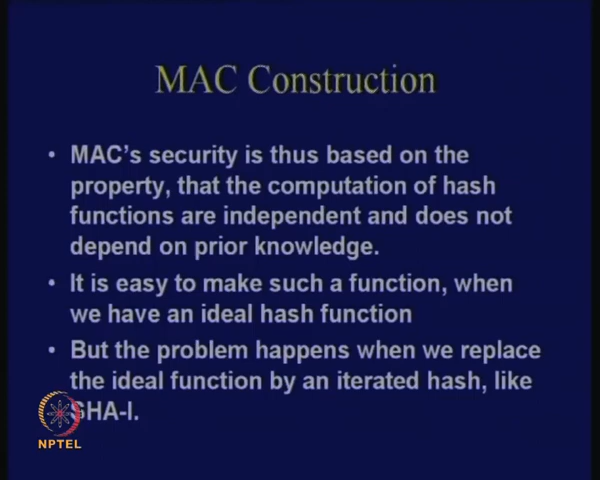 MAC Construction
• MAC's security is thus based on the
property, that the computation of hash
functions are independent and does not
depend on prior knowledge.
• It is easy to make such a function, when
we have an ideal hash function
• But the problem happens when we replace
the ideal function by an iterated hash, like
SHA-I.
NPTEL